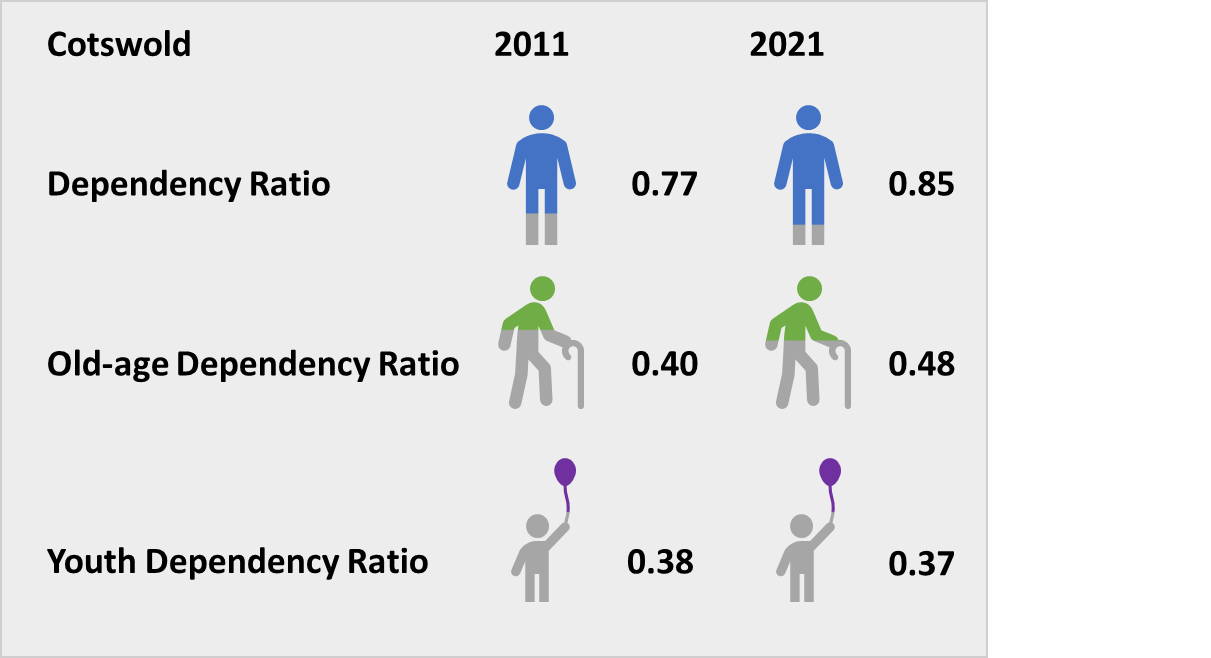 Cotswold 2011 2021
Dependency Ratio 0.77 0.85
Old-age Dependency Ratio 0.40 0.48
Youth Dependency Ratio 0.38 0.37